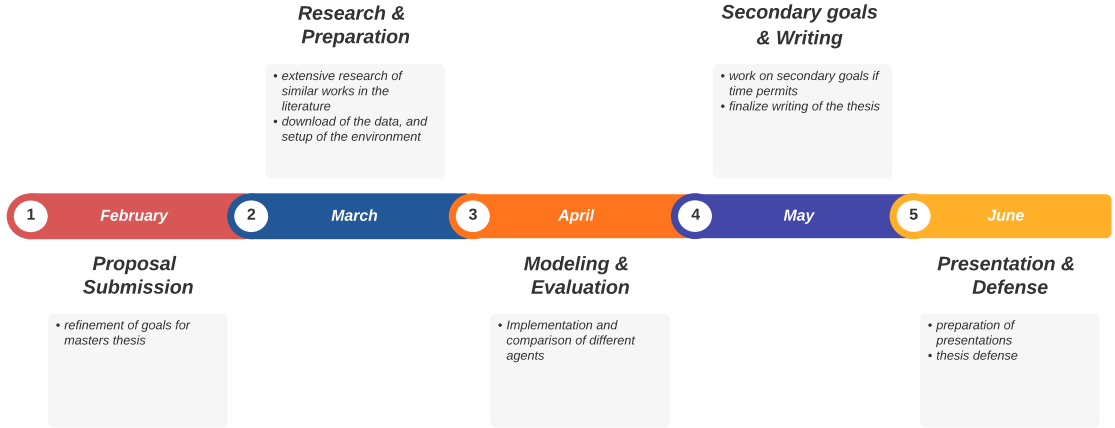 Research &
Preparation
• extensive research of
similar works in the
literature
• download of the data, and
setup of the environment
Secondary goals
& Writing
• work on secondary goals if
time permits
• finalize writing of the thesis
1 February
2 March
3 April
4 May
5 June
Proposal
Submission
• refinement of goals for
masters thesis
Modeling &
Evaluation
• Implementation and
comparison of different
agents
Presentation &
Defense
• preparation of
presentations
• thesis defense